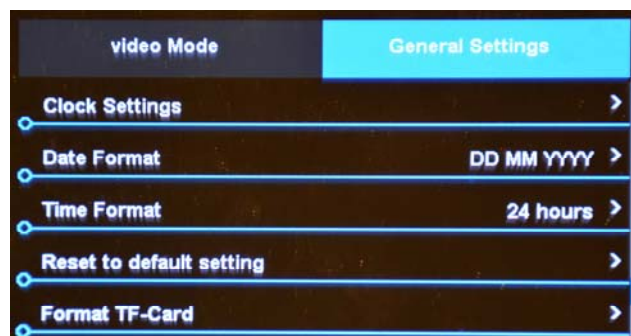 video Mode General Settings
Clock Settings >
Date Format DD MM YYYY >
Time Format 24 hours >
Reset to default setting >
Format TF-Card >